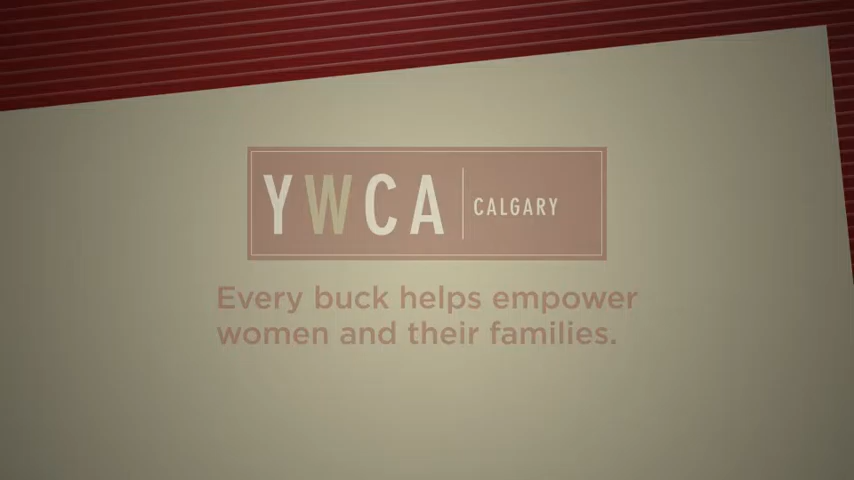 YWCA CALGARY
Every buck helps empower
women and their families.